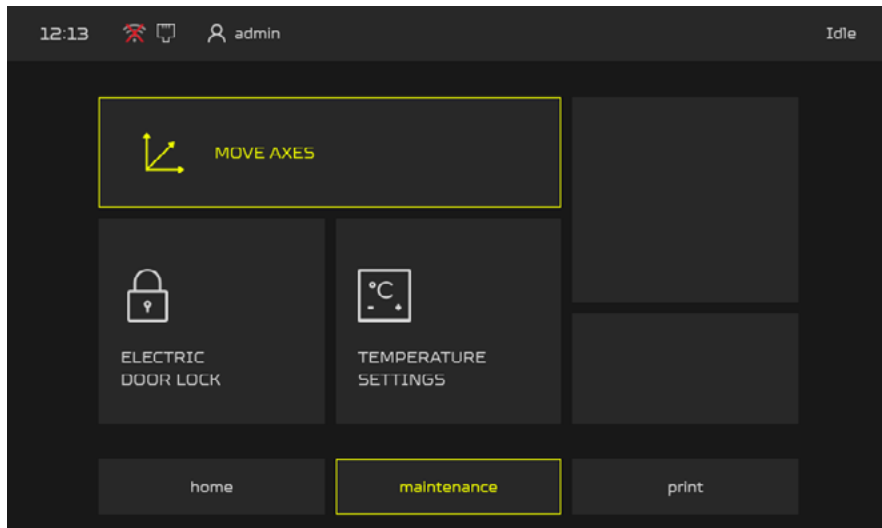 12:13 admin Idle
MOVE AXES
°C
- +
ELECTRIC
DOOR LOCK
TEMPERATURE
SETTINGS
home maintenance print